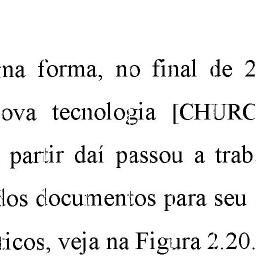 na forma, no final de 2
ova tecnologia [CHURC
partir daí passou a trab
dos documentos para seu
ticos, veja na Figura 2.20.